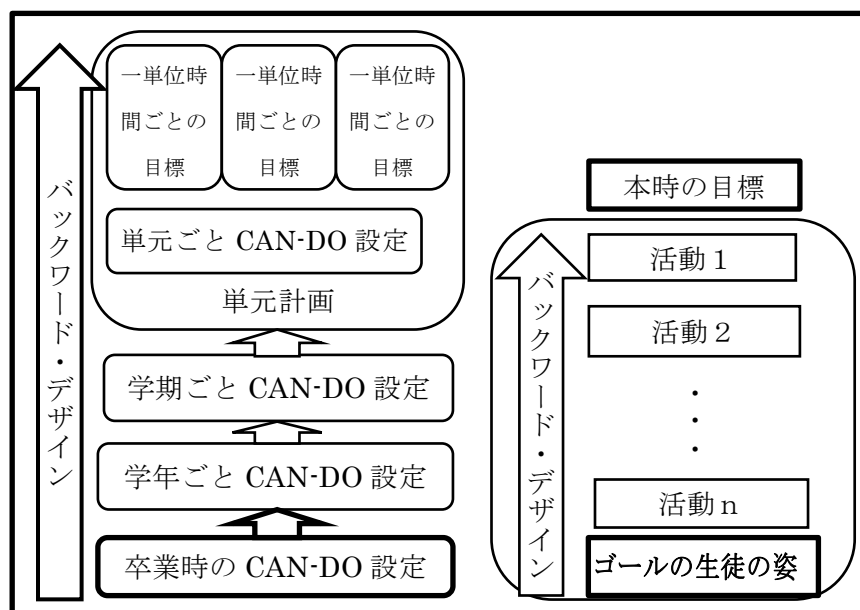 バックワード・デザイン
一単位時
間ごとの
目標
一単位時
間ごとの
目標
一単位時
間ごとの
目標
単元ごと CAN-DO 設定
単元計画
学期ごと CAN-DO 設定
学年ごと CAN-DO 設定
卒業時の CAN-DO 設定
本時の目標
バックワード・デザイン
活動１
活動２
・
・
・
活動ｎ
ゴールの生徒の姿